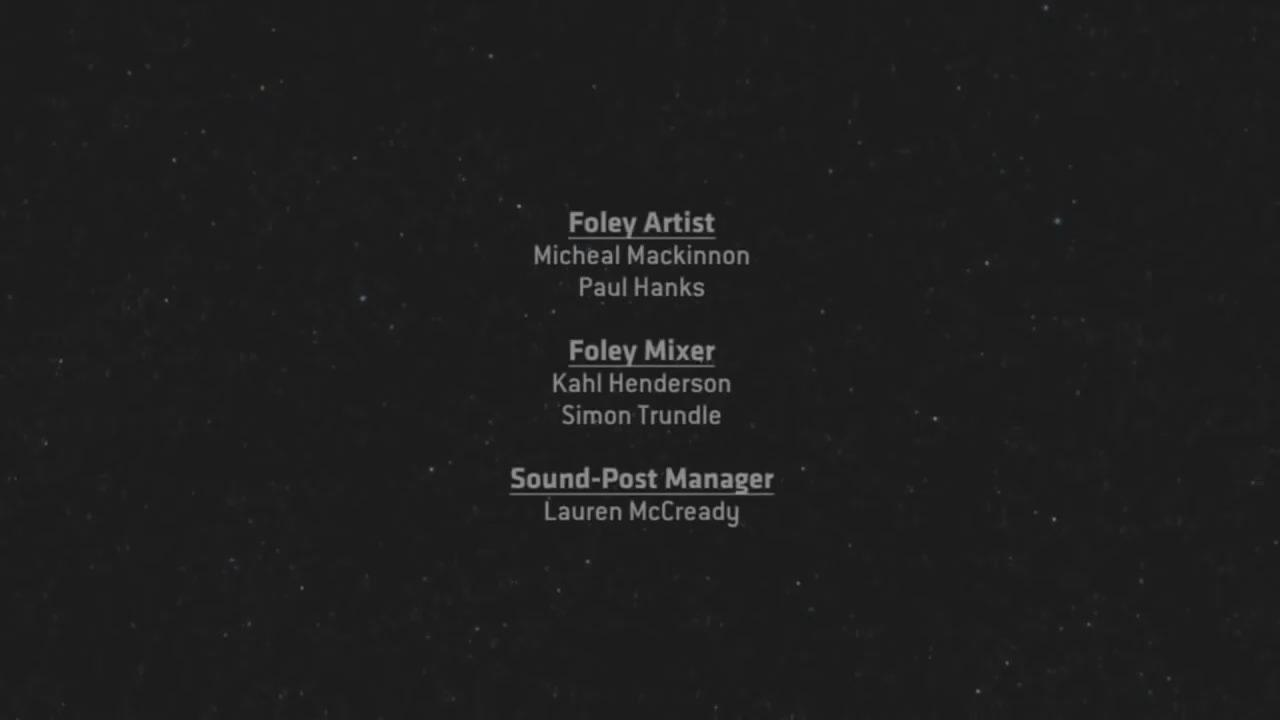 Foley Artist
Micheal Mackinnon
Paul Hanks
Foley Mixer
Kahl Henderson
Simon Trundle
Sound-Post Manager
Lauren McCready